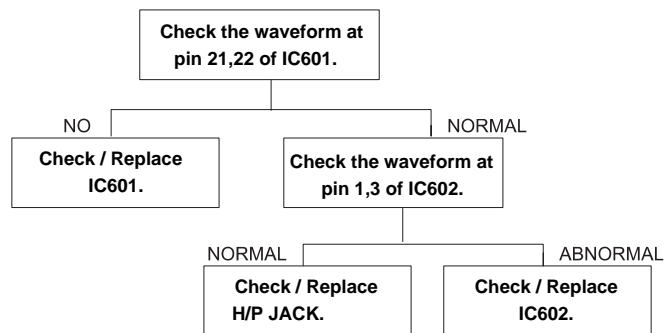 Check the waveform at
pin 21,22 of IC601.
NO
NORMAL
Check / Replace
IC601.
Check the waveform at
pin 1,3 of IC602.
NORMAL
ABNORMAL
Check / Replace
H/P JACK.
Check / Replace
IC602.